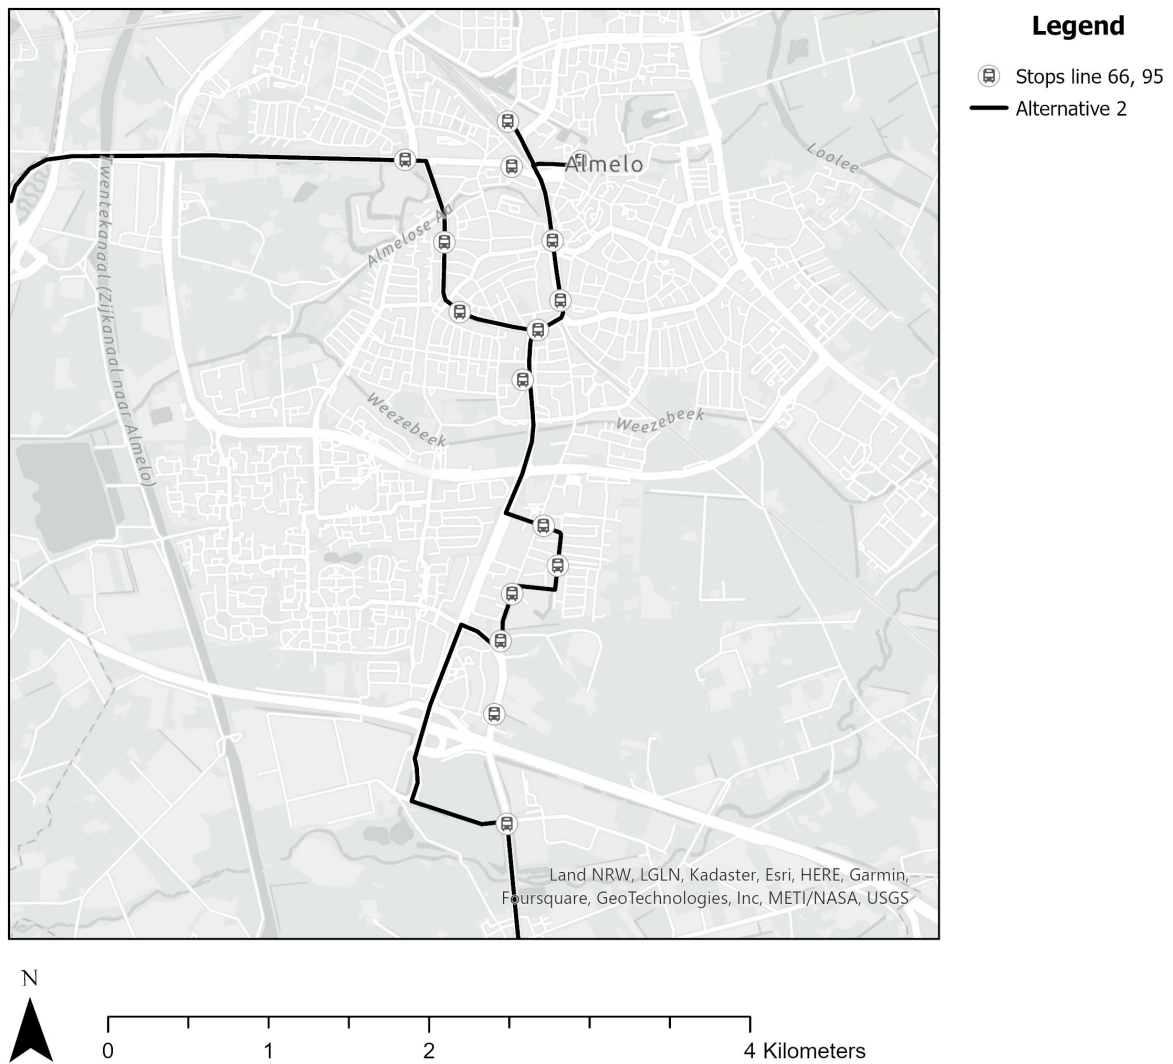 Legend
Stops line 66, 95
Alternative 2
Almelo
Loolee
Almelose Aa
Twentekanaal (Zijkanaal naar Almelo)
Weezebeek
Weezebeek
Land NRW, LGLN, Kadaster, Esri, HERE, Garmin,
Foursquare, GeoTechnologies, Inc, METI/NASA, USGS
N
0 1 2 4 Kilometers